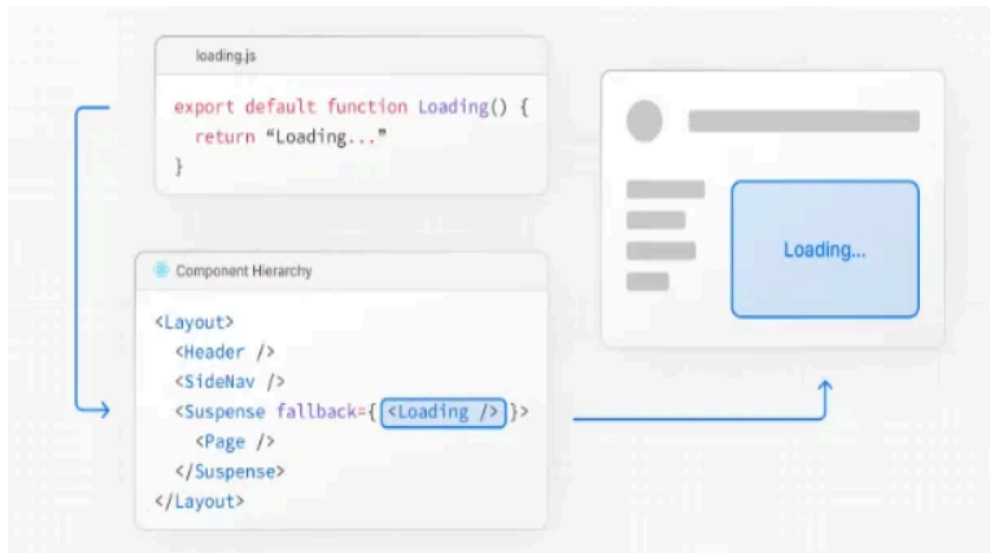 loading.js
export default function Loading() {
return “Loading...”
}
Component Hierarchy
<Layout>
<Header />
<SideNav />
<Suspense fallback={ <Loading /> }>
<Page />
</Suspense>
</Layout>
Loading...